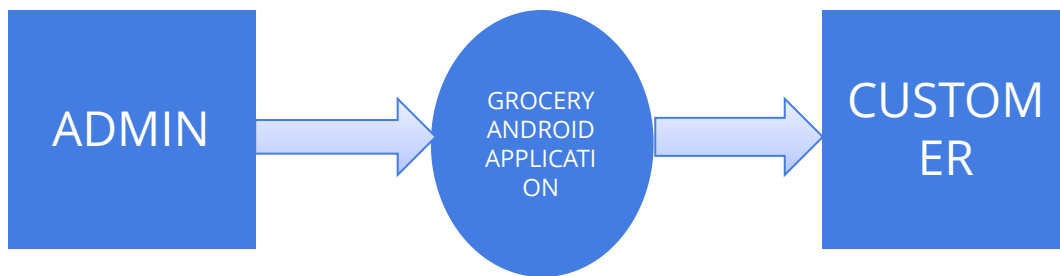 ADMIN
GROCERY
ANDROID
APPLICATI
ON
CUSTOM
ER